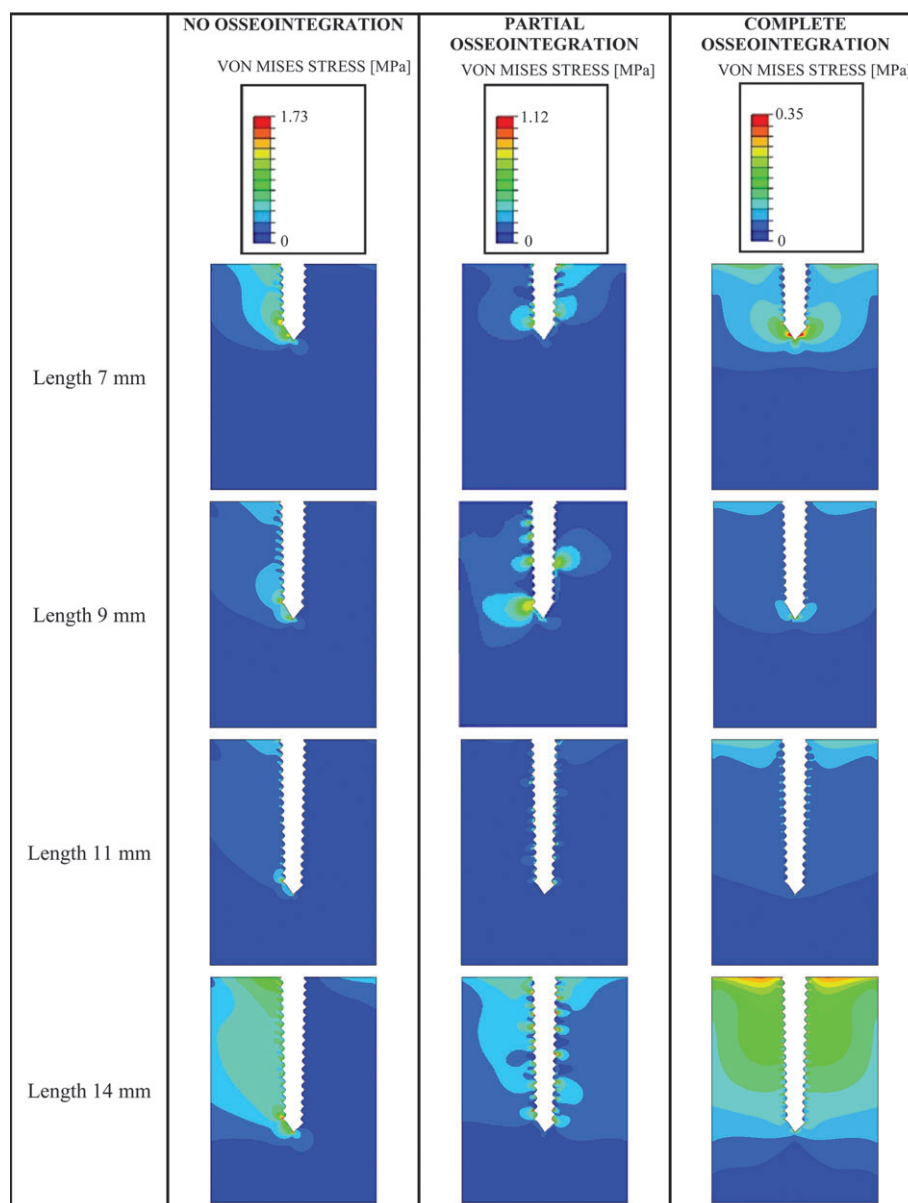 NO OSSEOINTEGRATION
PARTIAL
OSSEOINTEGRATION
COMPLETE
OSSEOINTEGRATION
VON MISES STRESS [MPa]
VON MISES STRESS [MPa]
VON MISES STRESS [MPa]
1.73
0
1.12
0
0.35
0
Length 7 mm
Length 9 mm
Length 11 mm
Length 14 mm